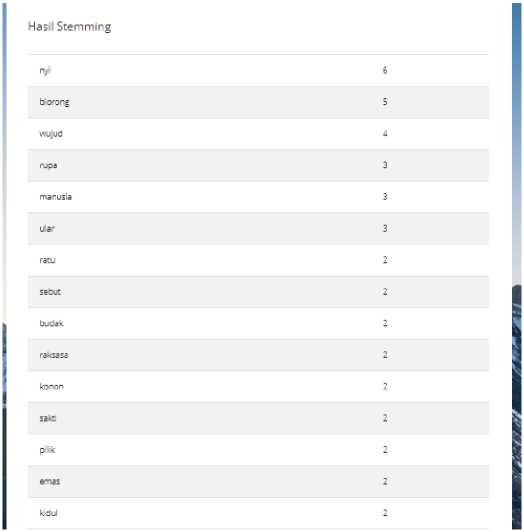 Hasil Stemming
nyi 6
blorong 5
wujud 4
rupa 3
manusia 3
ular 3
ratu 2
sebut 2
budak 2
raksasa 2
konon 2
sakti 2
pilik 2
emas 2
kidul 2